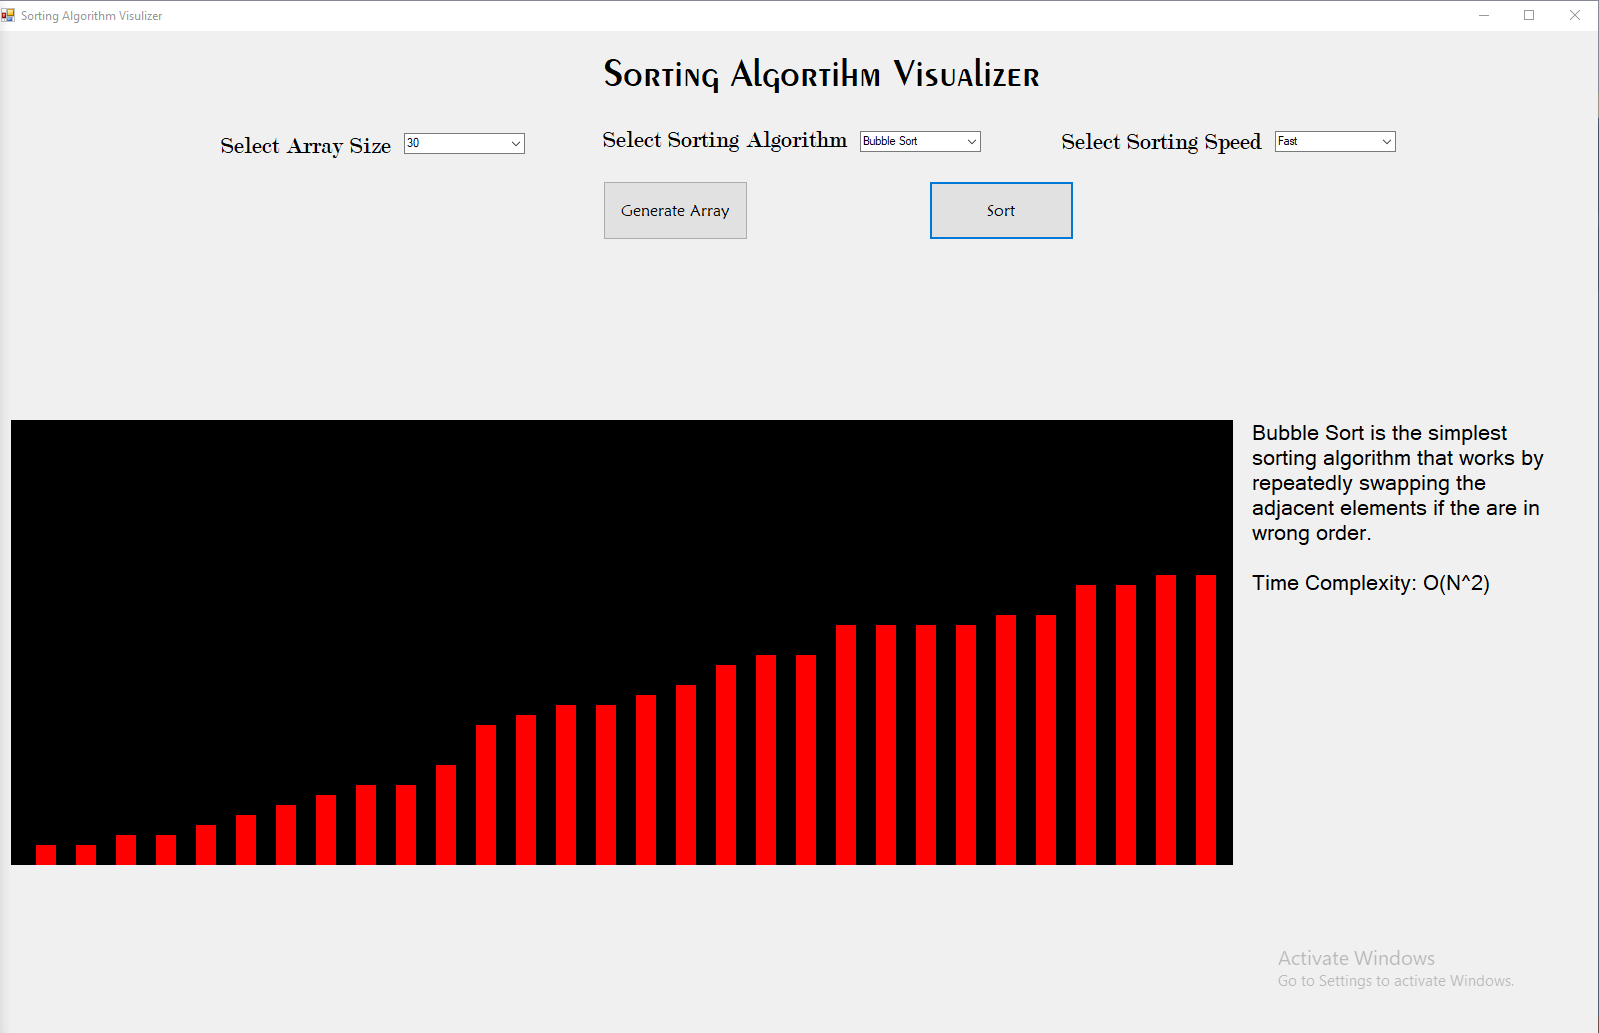 Sorting Algorithm Visulizer
Sorting Algortihm Visualizer
Select Array Size 30 Select Sorting Algorithm Bubble Sort Select Sorting Speed Fast
Generate Array Sort
Bubble Sort is the simplest
sorting algorithm that works by
repeatedly swapping the
adjacent elements if the are in
wrong order.
Time Complexity: O(N^2)
Activate Windows
Go to Settings to activate Windows.